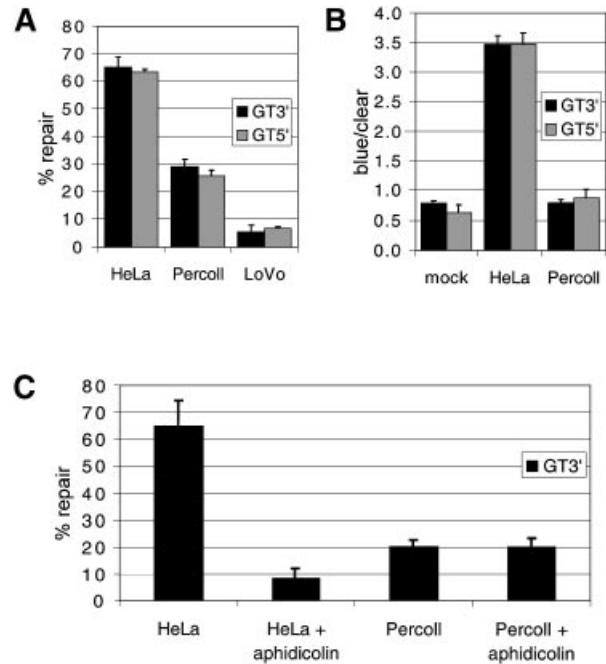 A
% repair
80
70
60
50
40
30
20
10
0
GT3'
GT5'
HeLa Percoll LoVo
B
blue/clear
4.0
3.5
3.0
2.5
2.0
1.5
1.0
0.5
0.0
GT3'
GT5'
mock HeLa Percoll
C
% repair
80
70
60
50
40
30
20
10
0
GT3'
HeLa HeLa + Percoll Percoll +
aphidicolin aphidicolin